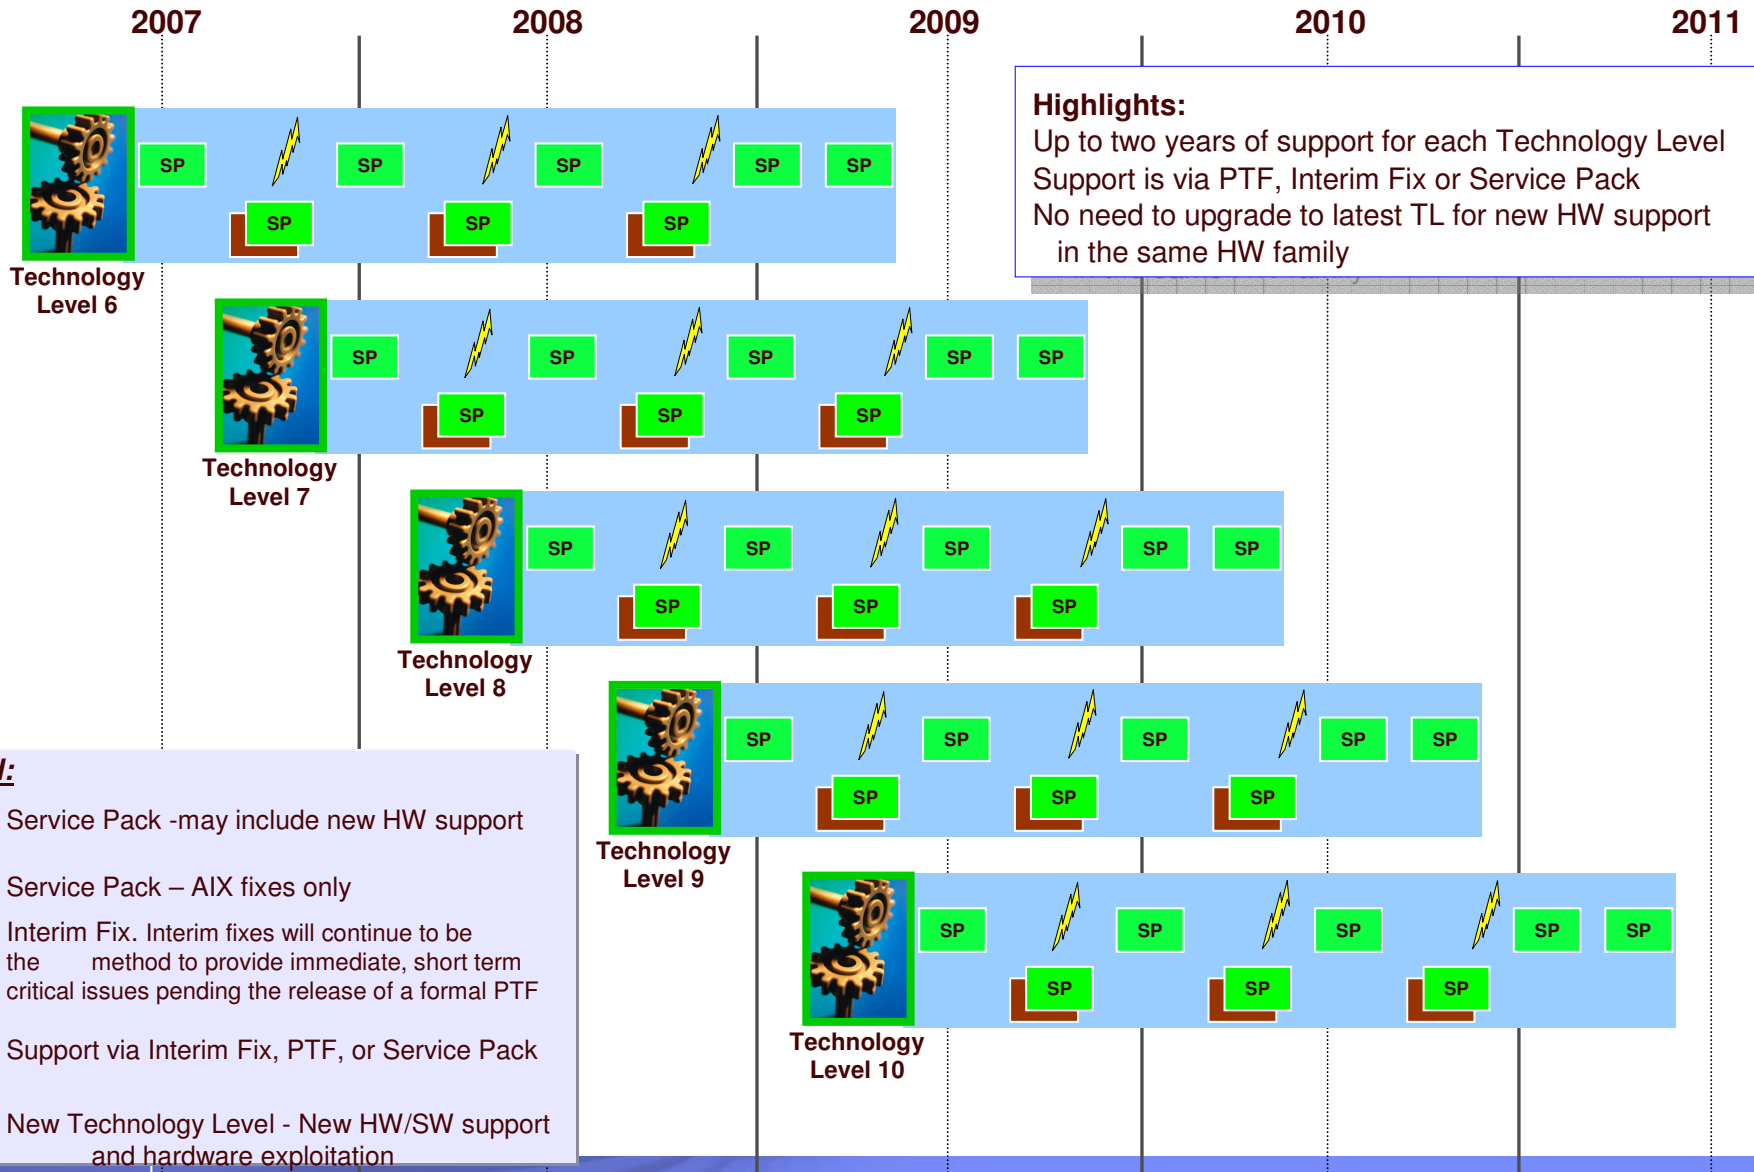 2007 2008 2009 2010 2011
Highlights:
Up to two years of support for each Technology Level
Support is via PTF, Interim Fix or Service Pack
No need to upgrade to latest TL for new HW support
in the same HW family
SP SP SP SP SP
SP SP SP
Technology
Level 6
SP SP SP SP SP
SP SP SP
Technology
Level 7
SP SP SP SP SP
SP SP SP
Technology
Level 8
SP SP SP SP SP
SP SP SP
Technology
Level 9
SP SP SP SP SP
SP SP SP
Technology
Level 10
Service Pack -may include new HW support
Service Pack – AIX fixes only
Interim Fix. Interim fixes will continue to be
the method to provide immediate, short term
critical issues pending the release of a formal PTF
Support via Interim Fix, PTF, or Service Pack
New Technology Level - New HW/SW support
and hardware exploitation